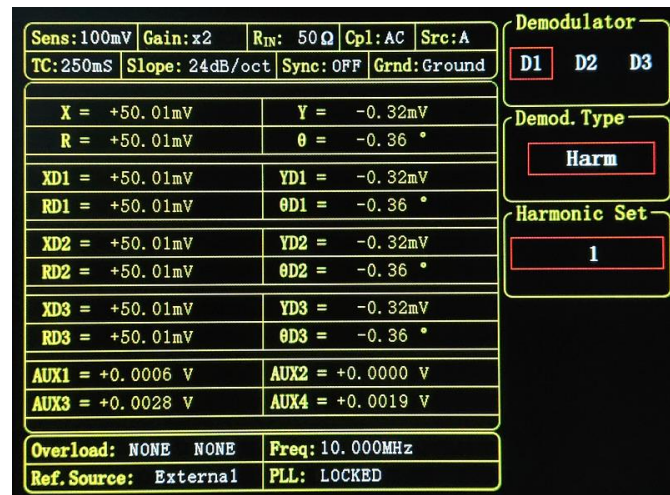 Sens:100mV Gain:x2 RIN: 50Ω Cpl:AC Src:A
TC:250mS Slope: 24dB/oct Sync:OFF Grnd:Ground
X = +50.01mV Y = -0.32mV
R = +50.01mV θ = -0.36 °
XD1 = +50.01mV YD1 = -0.32mV
RD1 = +50.01mV θD1 = -0.36 °
XD2 = +50.01mV YD2 = -0.32mV
RD2 = +50.01mV θD2 = -0.36 °
XD3 = +50.01mV YD3 = -0.32mV
RD3 = +50.01mV θD3 = -0.36 °
AUX1 = +0.0006 V AUX2 = +0.0000 V
AUX3 = +0.0028 V AUX4 = +0.0019 V
Overload: NONE NONE Freq:10.000MHz
Ref.Source: External PLL: LOCKED
Demodulator
D1 D2 D3
Demod.Type
Harm
Harmonic Set
1